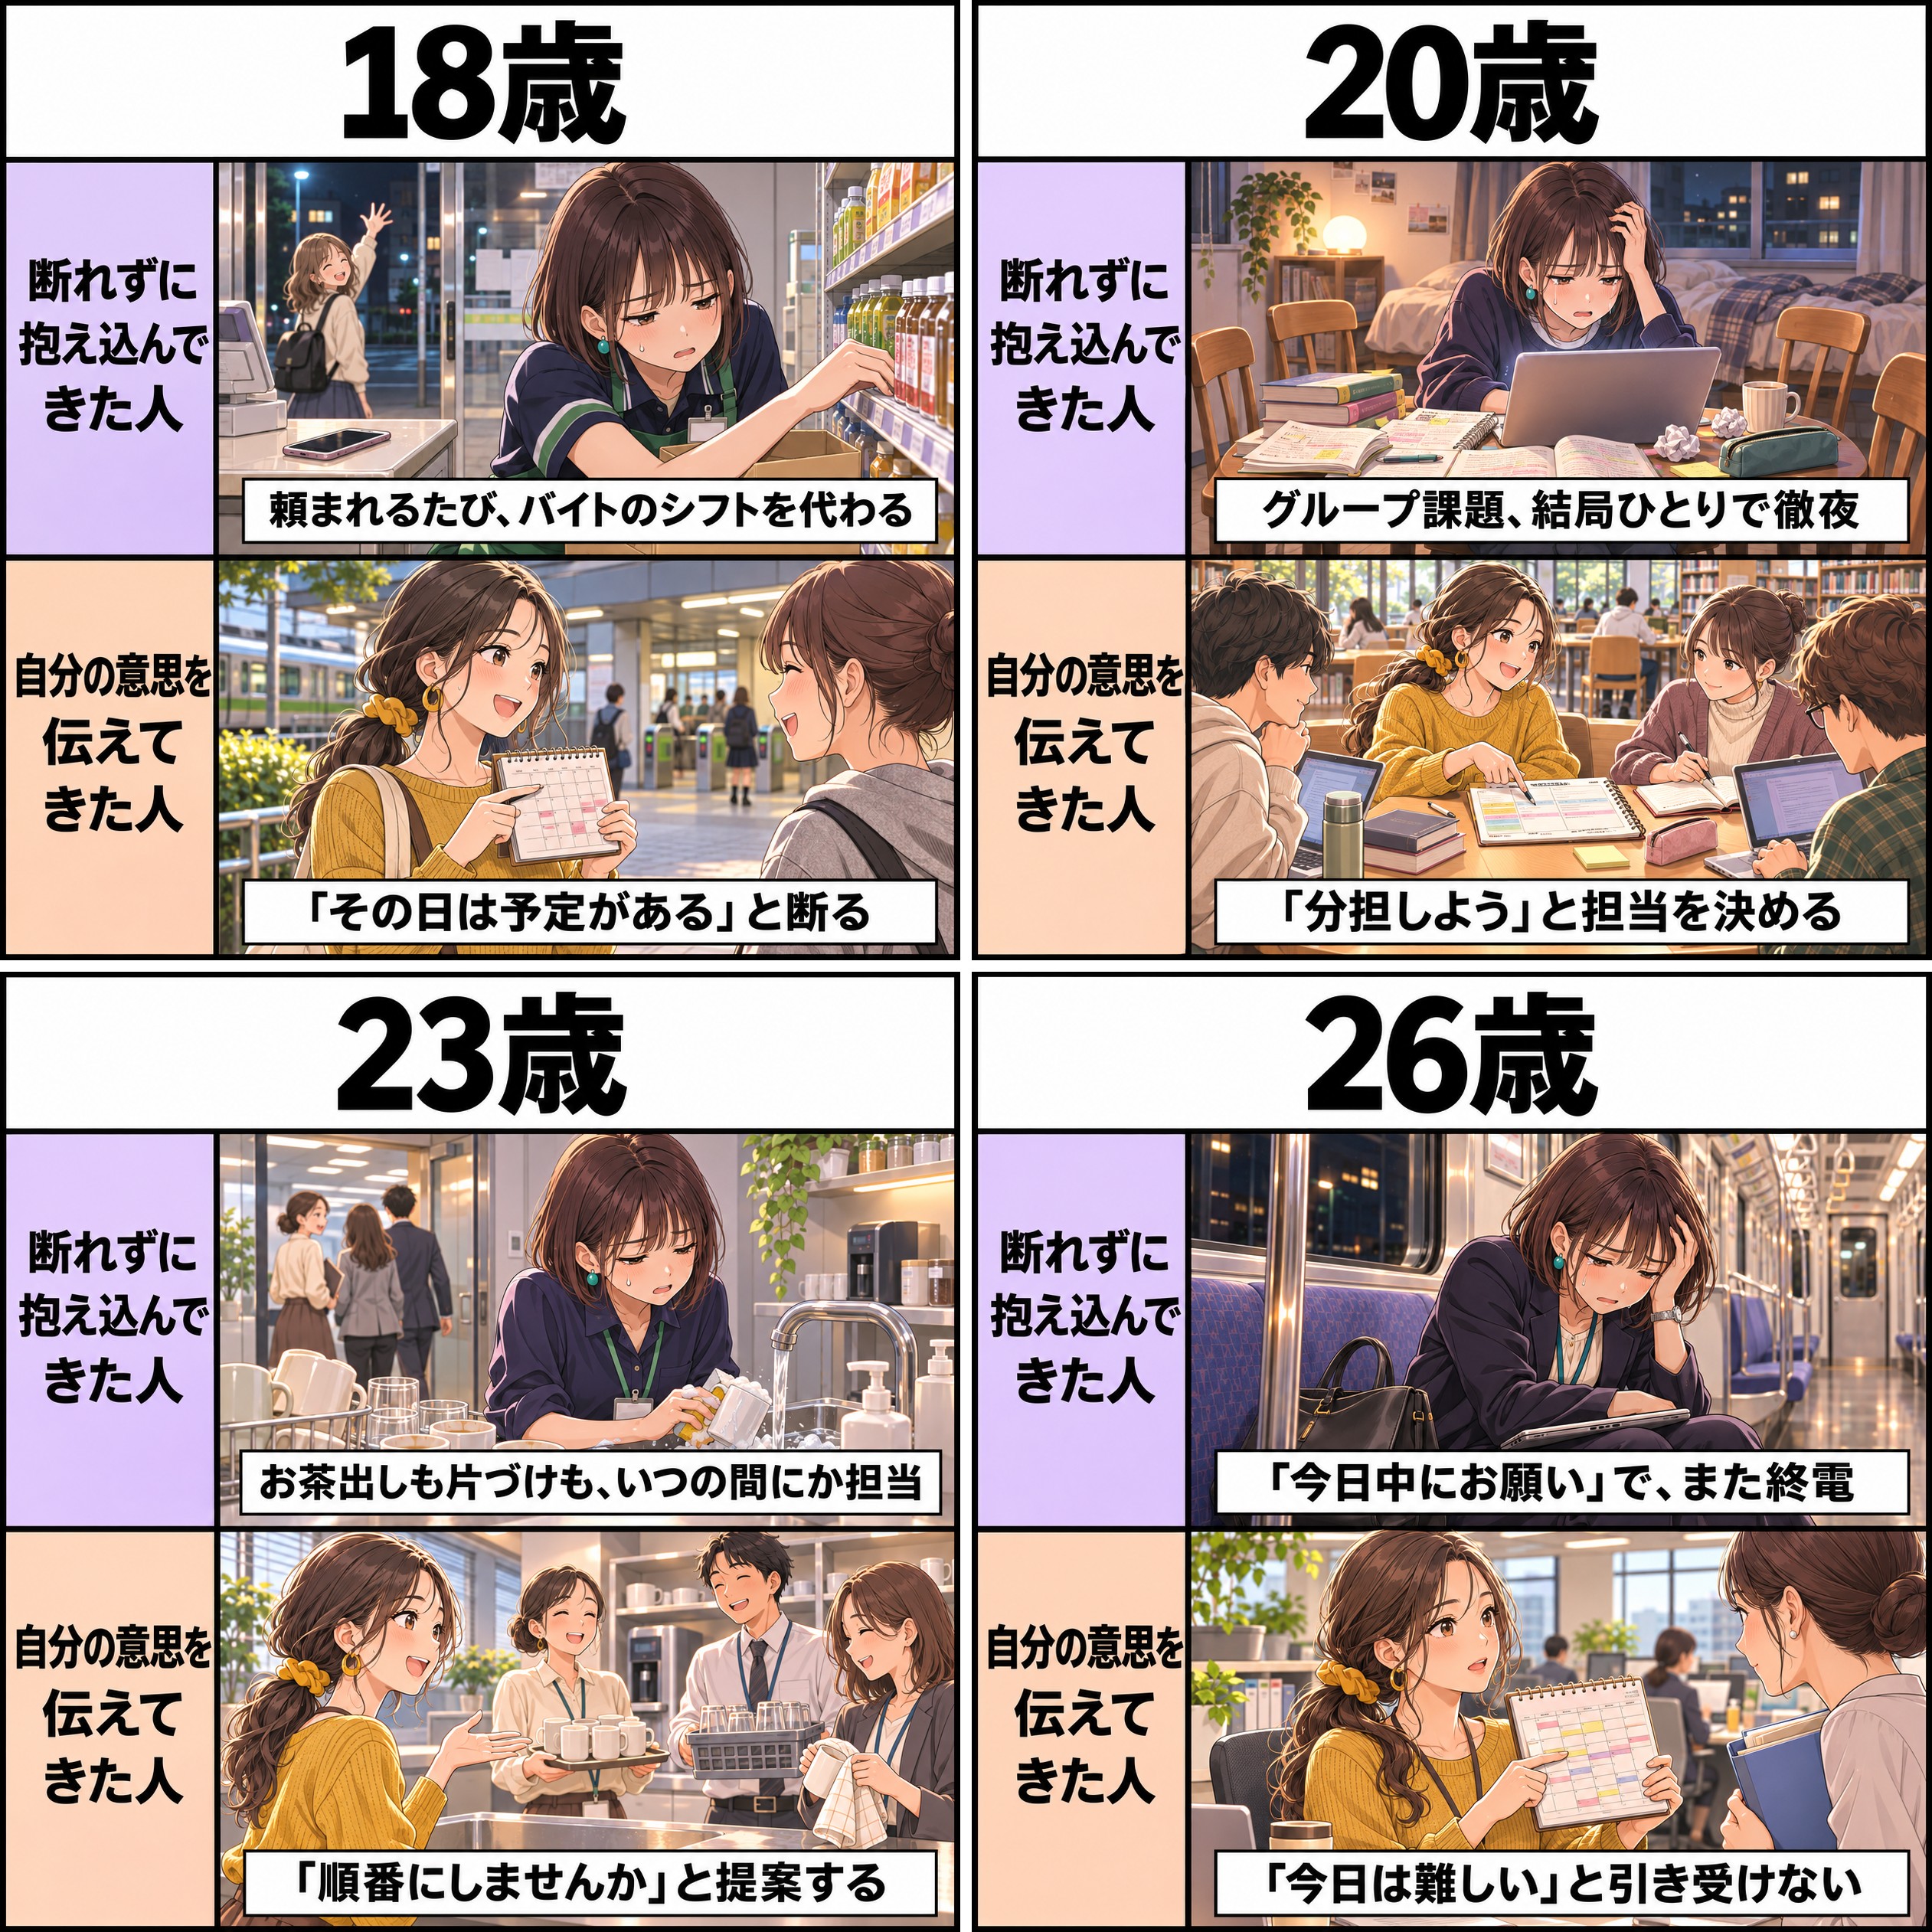 18歳
断れずに
抱え込んで
きた人
頼まれるたび、バイトのシフトを代わる
自分の意思を
伝えて
きた人
「その日は予定がある」と断る
20歳
断れずに
抱え込んで
きた人
グループ課題、結局ひとりで徹夜
自分の意思を
伝えて
きた人
「分担しよう」と担当を決める
23歳
断れずに
抱え込んで
きた人
お茶出しも片づけも、いつの間にか担当
自分の意思を
伝えて
きた人
「順番にしませんか」と提案する
26歳
断れずに
抱え込んで
きた人
「今日中にお願い」で、また終電
自分の意思を
伝えて
きた人
「今日は難しい」と引き受けない